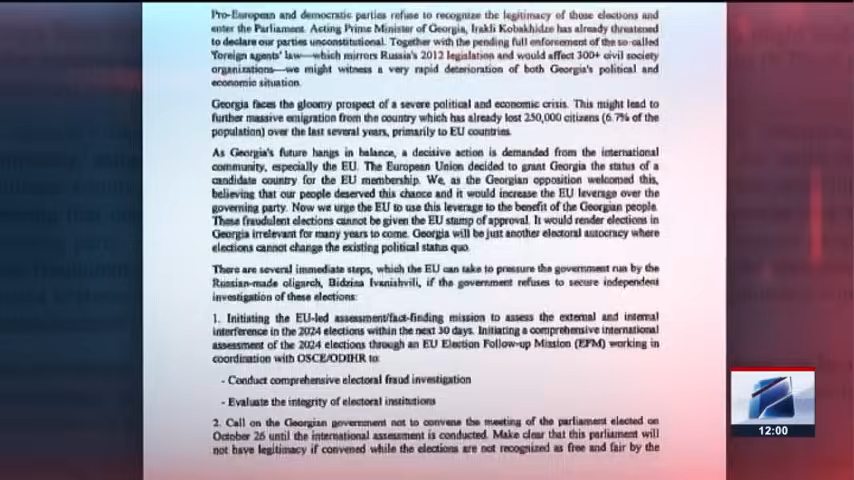 Pro-European and democratic parties refuse to recognize the legitimacy of those elections and
enter the Parliament. Acting Prime Minister of Georgia, Irakli Kobakhidze has already threatened
to declare our parties unconstitutional. Together with the pending full enforcement of the so-called
'foreign agents' law—which mirrors Russia's 2012 legislation and would affect 300+ civil society
organizations—we might witness a very rapid deterioration of both Georgia's political and
economic situation.
Georgia faces the gloomy prospect of a severe political and economic crisis. This might lead to
further massive emigration from the country which has already lost 250,000 citizens (6.7% of the
population) over the last several years, primarily to EU countries.
As Georgia's future hangs in balance, a decisive action is demanded from the international
community, especially the EU. The European Union decided to grant Georgia the status of a
candidate country for the EU membership. We, as the Georgian opposition welcomed this,
believing that our people deserved this chance and it would increase the EU leverage over the
governing party. Now we urge the EU to use this leverage to the benefit of the Georgian people.
These fraudulent elections cannot be given the EU stamp of approval. It would render elections in
Georgia irrelevant for many years to come. Georgia will be just another electoral autocracy where
elections cannot change the existing political status quo.
There are several immediate steps, which the EU can take to pressure the government run by the
Russian-made oligarch, Bidzina Ivanishvili, if the government refuses to secure independent
investigation of these elections:
1. Initiating the EU-led assessment/fact-finding mission to assess the external and internal
interference in the 2024 elections within the next 30 days. Initiating a comprehensive international
assessment of the 2024 elections through an EU Election Follow-up Mission (EFM) working in
coordination with OSCE/ODIHR to:
- Conduct comprehensive electoral fraud investigation
- Evaluate the integrity of electoral institutions
2. Call on the Georgian government not to convene the meeting of the parliament elected on
October 26 until the international assessment is conducted. Make clear that this parliament will
not have legitimacy if convened while the elections are not recognized as free and fair by the
12:00